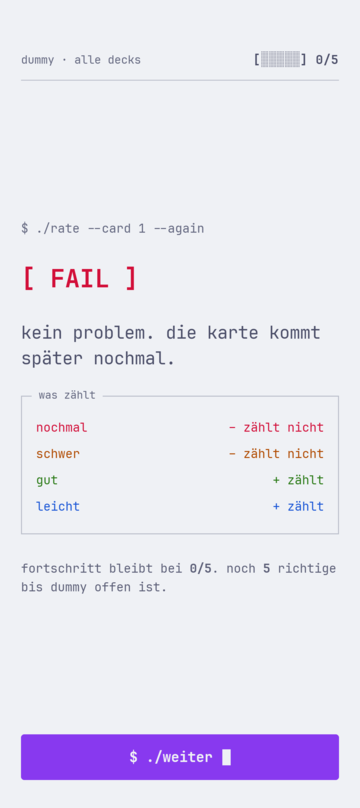 dummy · alle decks
[░░░░░] 0/5
$ ./rate --card 1 --again
[ FAIL ]
kein problem. die karte kommt
später nochmal.
was zählt
nochmal − zählt nicht
schwer − zählt nicht
gut + zählt
leicht + zählt
fortschritt bleibt bei 0/5. noch 5 richtige
bis dummy offen ist.
$ ./weiter █